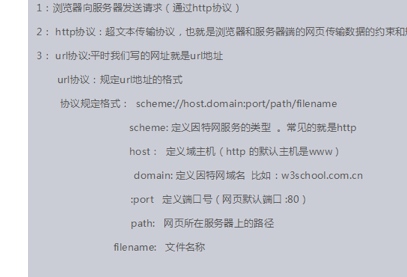 1：浏览器向服务器发送请求（通过http协议）
2： http协议：超文本传输协议，也就是浏览器和服务器端的网页传输数据的约束和
3： url协议:平时我们写的网址就是url地址
url协议：规定url地址的格式
协议规定格式： scheme://host.domain:port/path/filename
scheme: 定义因特网服务的类型 。常见的就是http
host： 定义域主机（http 的默认主机是www）
domain: 定义因特网域名 比如：w3school.com.cn
:port 定义端口号（网页默认端口 :80）
path: 网页所在服务器上的路径
filename: 文件名称